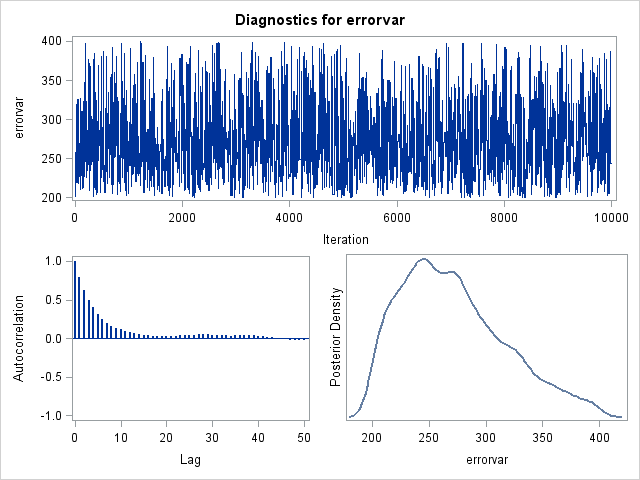 Diagnostics for errorvar
400
350
300
250
200
errorvar
0 2000 4000 6000 8000 10000
Iteration
1.0
0.5
0.0
-0.5
-1.0
Autocorrelation
0 10 20 30 40 50
Lag
Posterior Density
200 250 300 350 400
errorvar